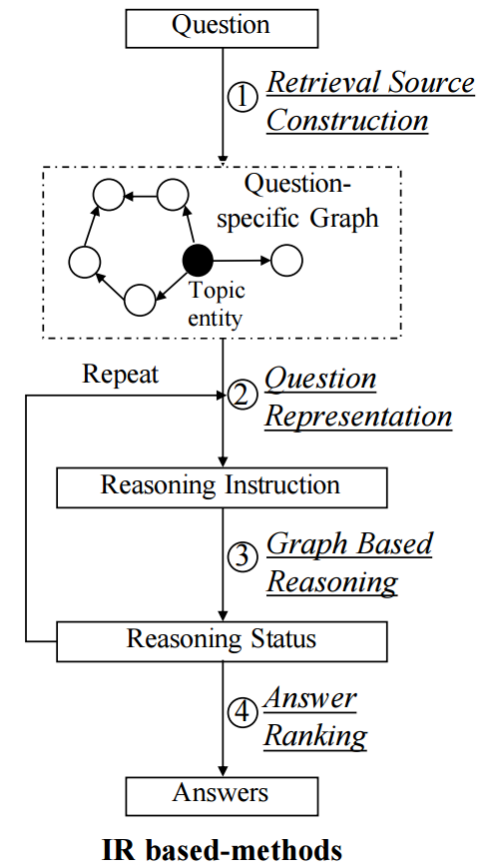 Question
① Retrieval Source
Construction
Question-
specific Graph
Topic
entity
Repeat
② Question
Representation
Reasoning Instruction
③ Graph Based
Reasoning
Reasoning Status
④ Answer
Ranking
Answers
IR based-methods